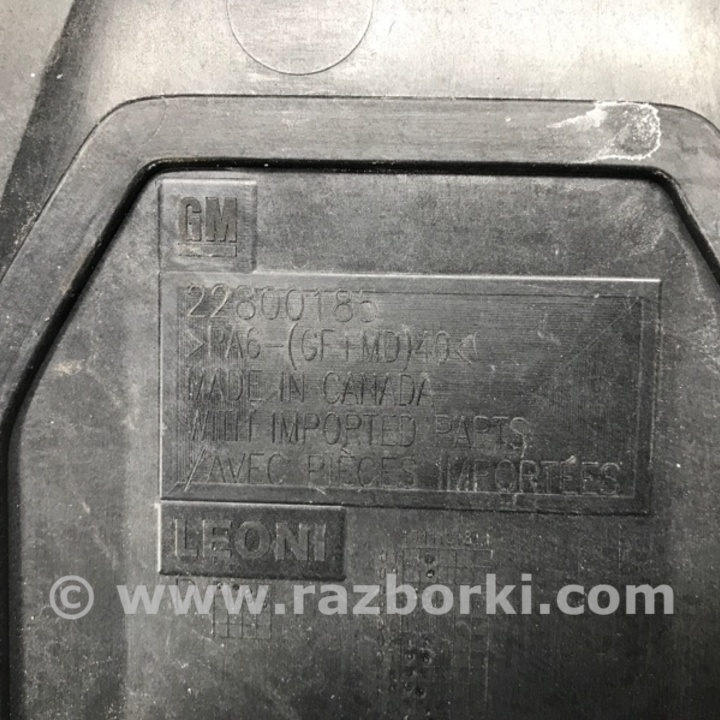 GM
22800185
>PA6-(GF+MD)40<
MADE IN CANADA
WITH IMPORTED PARTS
/AVEC PIÈCES IMPORTÉES
LEONI
© www.razborki.com